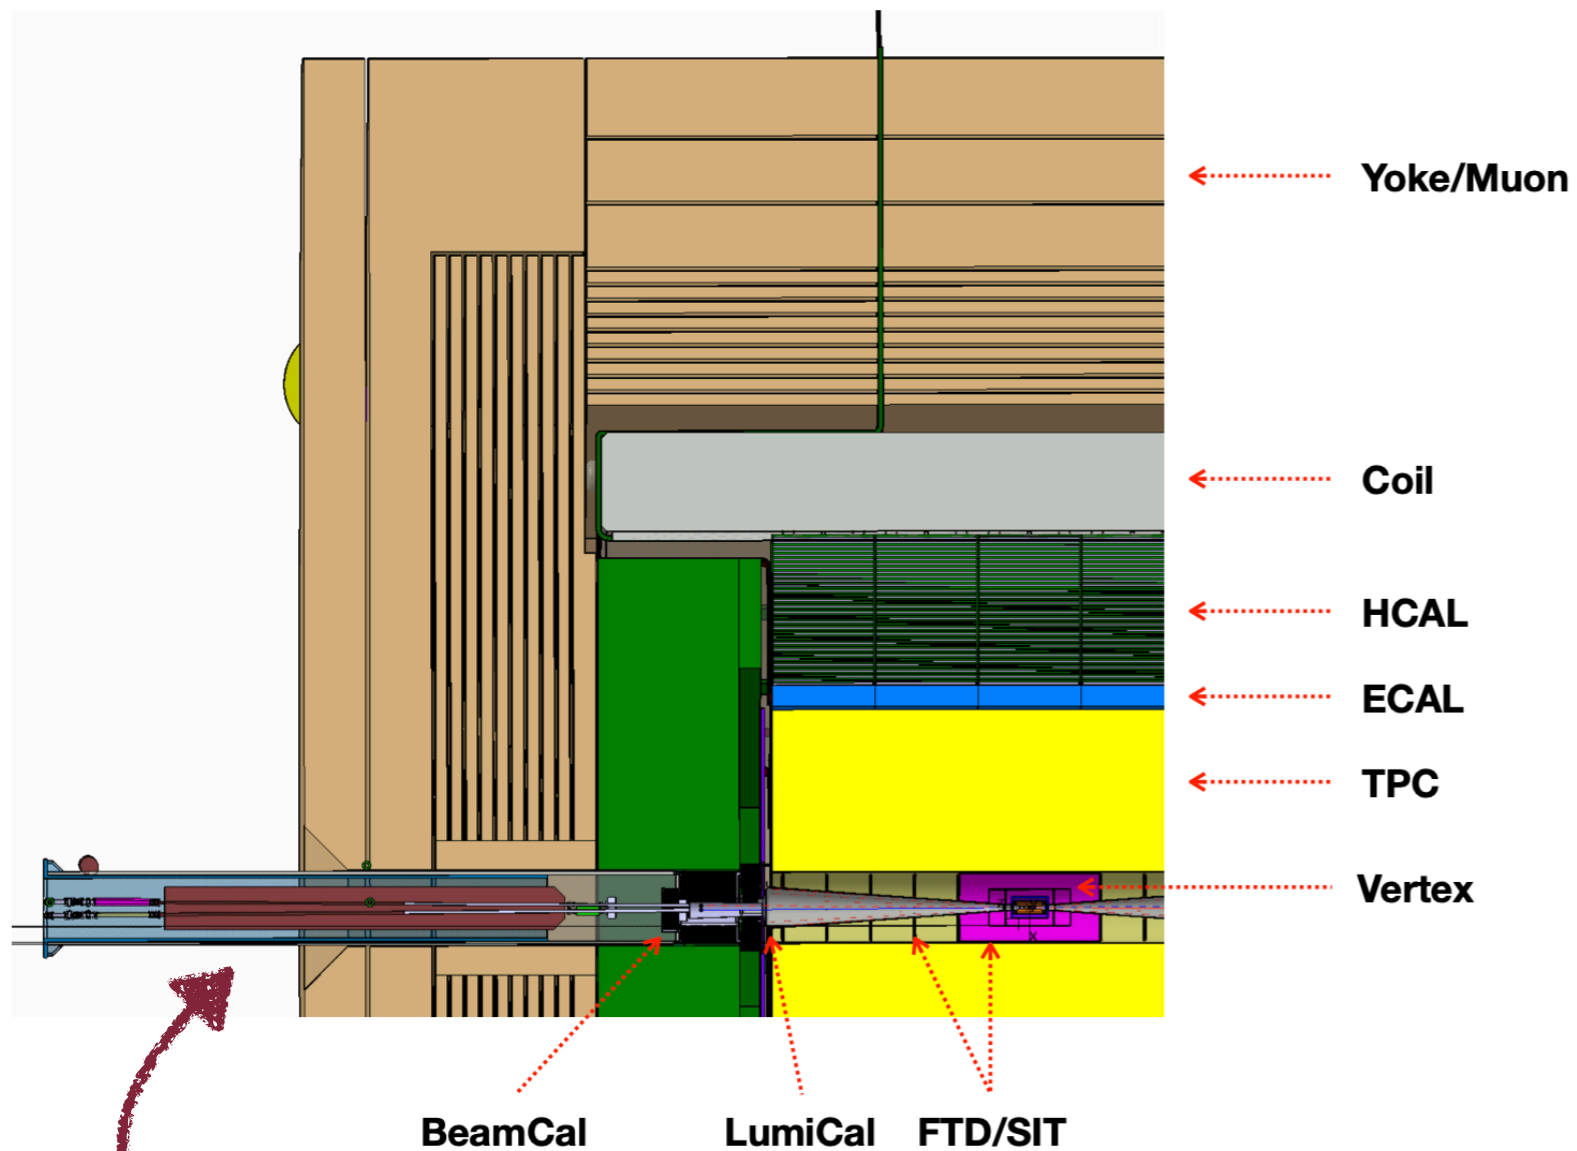 Yoke/Muon
Coil
HCAL
ECAL
TPC
Vertex
BeamCal
LumiCal
FTD/SIT
X